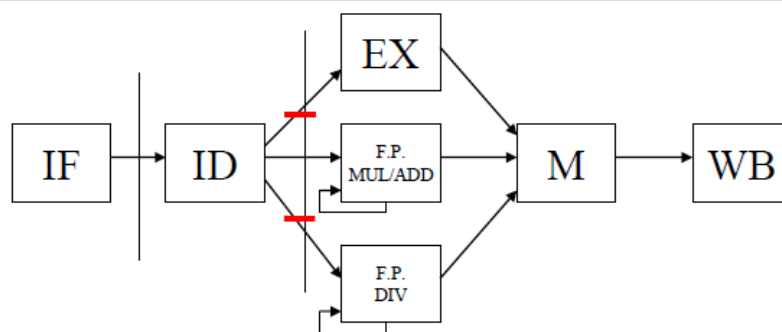 EX
IF
ID
F.P.
MUL/ADD
M
WB
F.P.
DIV